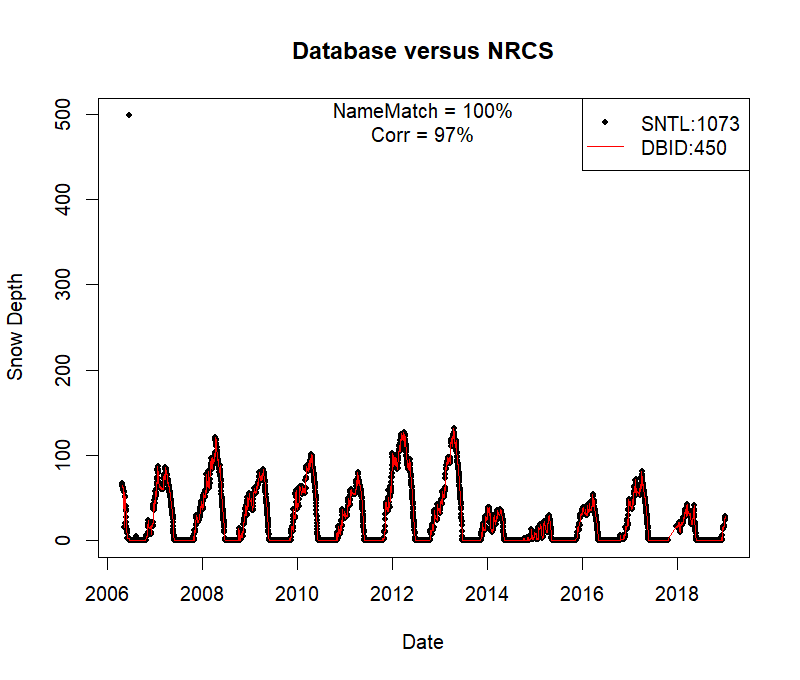 Database versus NRCS
NameMatch = 100%
Corr = 97%
SNTL:1073
DBID:450
500
400
300
200
100
0
Snow Depth
2006 2008 2010 2012 2014 2016 2018
Date